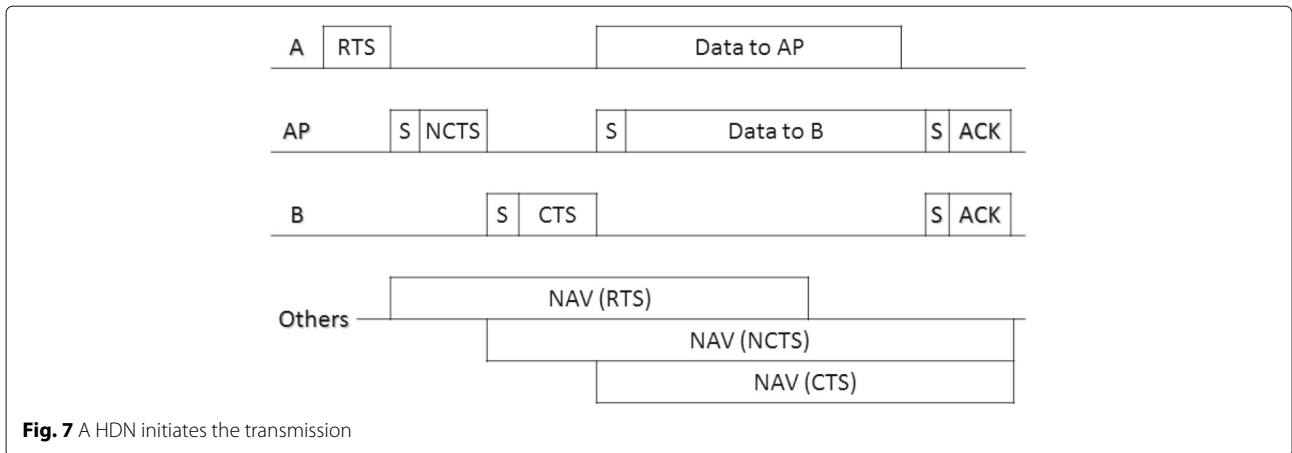 A RTS Data to AP
AP S NCTS S Data to B S ACK
B S CTS S ACK
Others NAV (RTS)
NAV (NCTS)
NAV (CTS)
Fig. 7 A HDN initiates the transmission